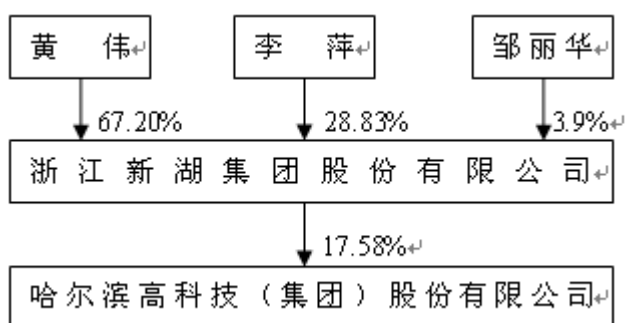 黄 伟 李 萍 邹丽华
67.20% 28.83% 3.9%
浙江新湖集团股份有限公司
17.58%
哈尔滨高科技（集团）股份有限公司